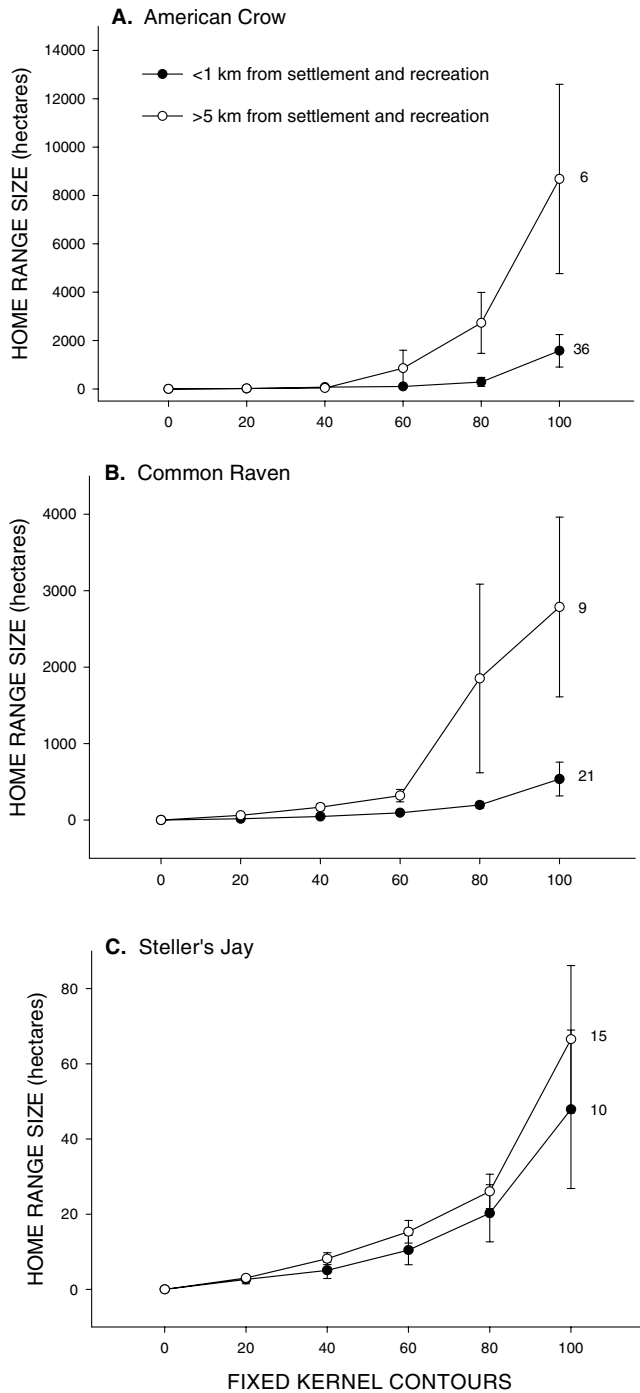 A. American Crow
<1 km from settlement and recreation
>5 km from settlement and recreation
HOME RANGE SIZE (hectares)
14000
12000
10000
8000
6000
4000
2000
0
6
36
0 20 40 60 80 100
B. Common Raven
HOME RANGE SIZE (hectares)
4000
3000
2000
1000
0
9
21
0 20 40 60 80 100
C. Steller's Jay
HOME RANGE SIZE (hectares)
80
60
40
20
0
15
10
0 20 40 60 80 100
FIXED KERNEL CONTOURS